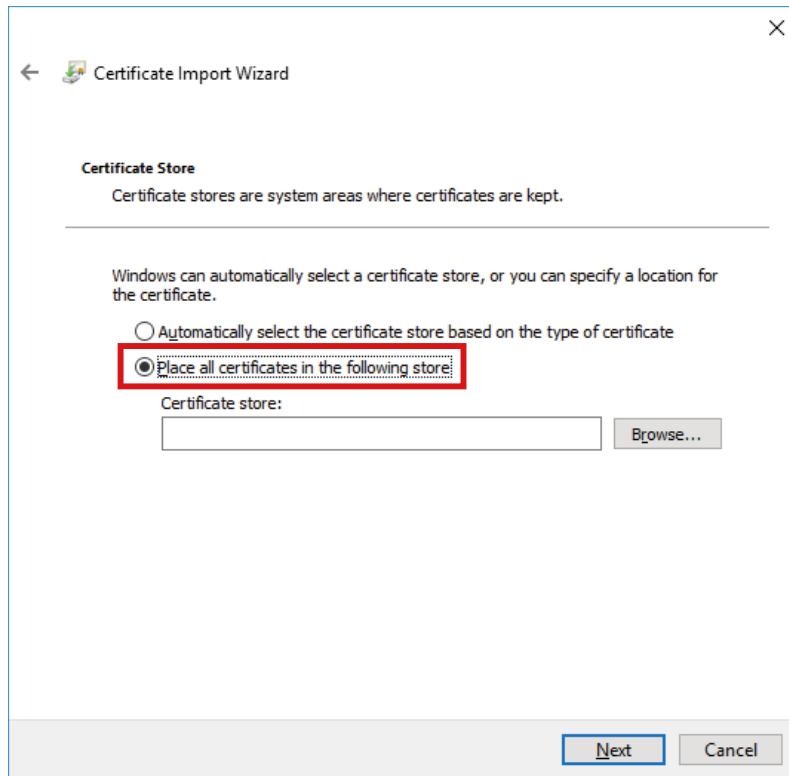 Certificate Import Wizard
Certificate Store
Certificate stores are system areas where certificates are kept.
Windows can automatically select a certificate store, or you can specify a location for
the certificate.
Automatically select the certificate store based on the type of certificate
Place all certificates in the following store
Certificate store:
Browse...
Next
Cancel